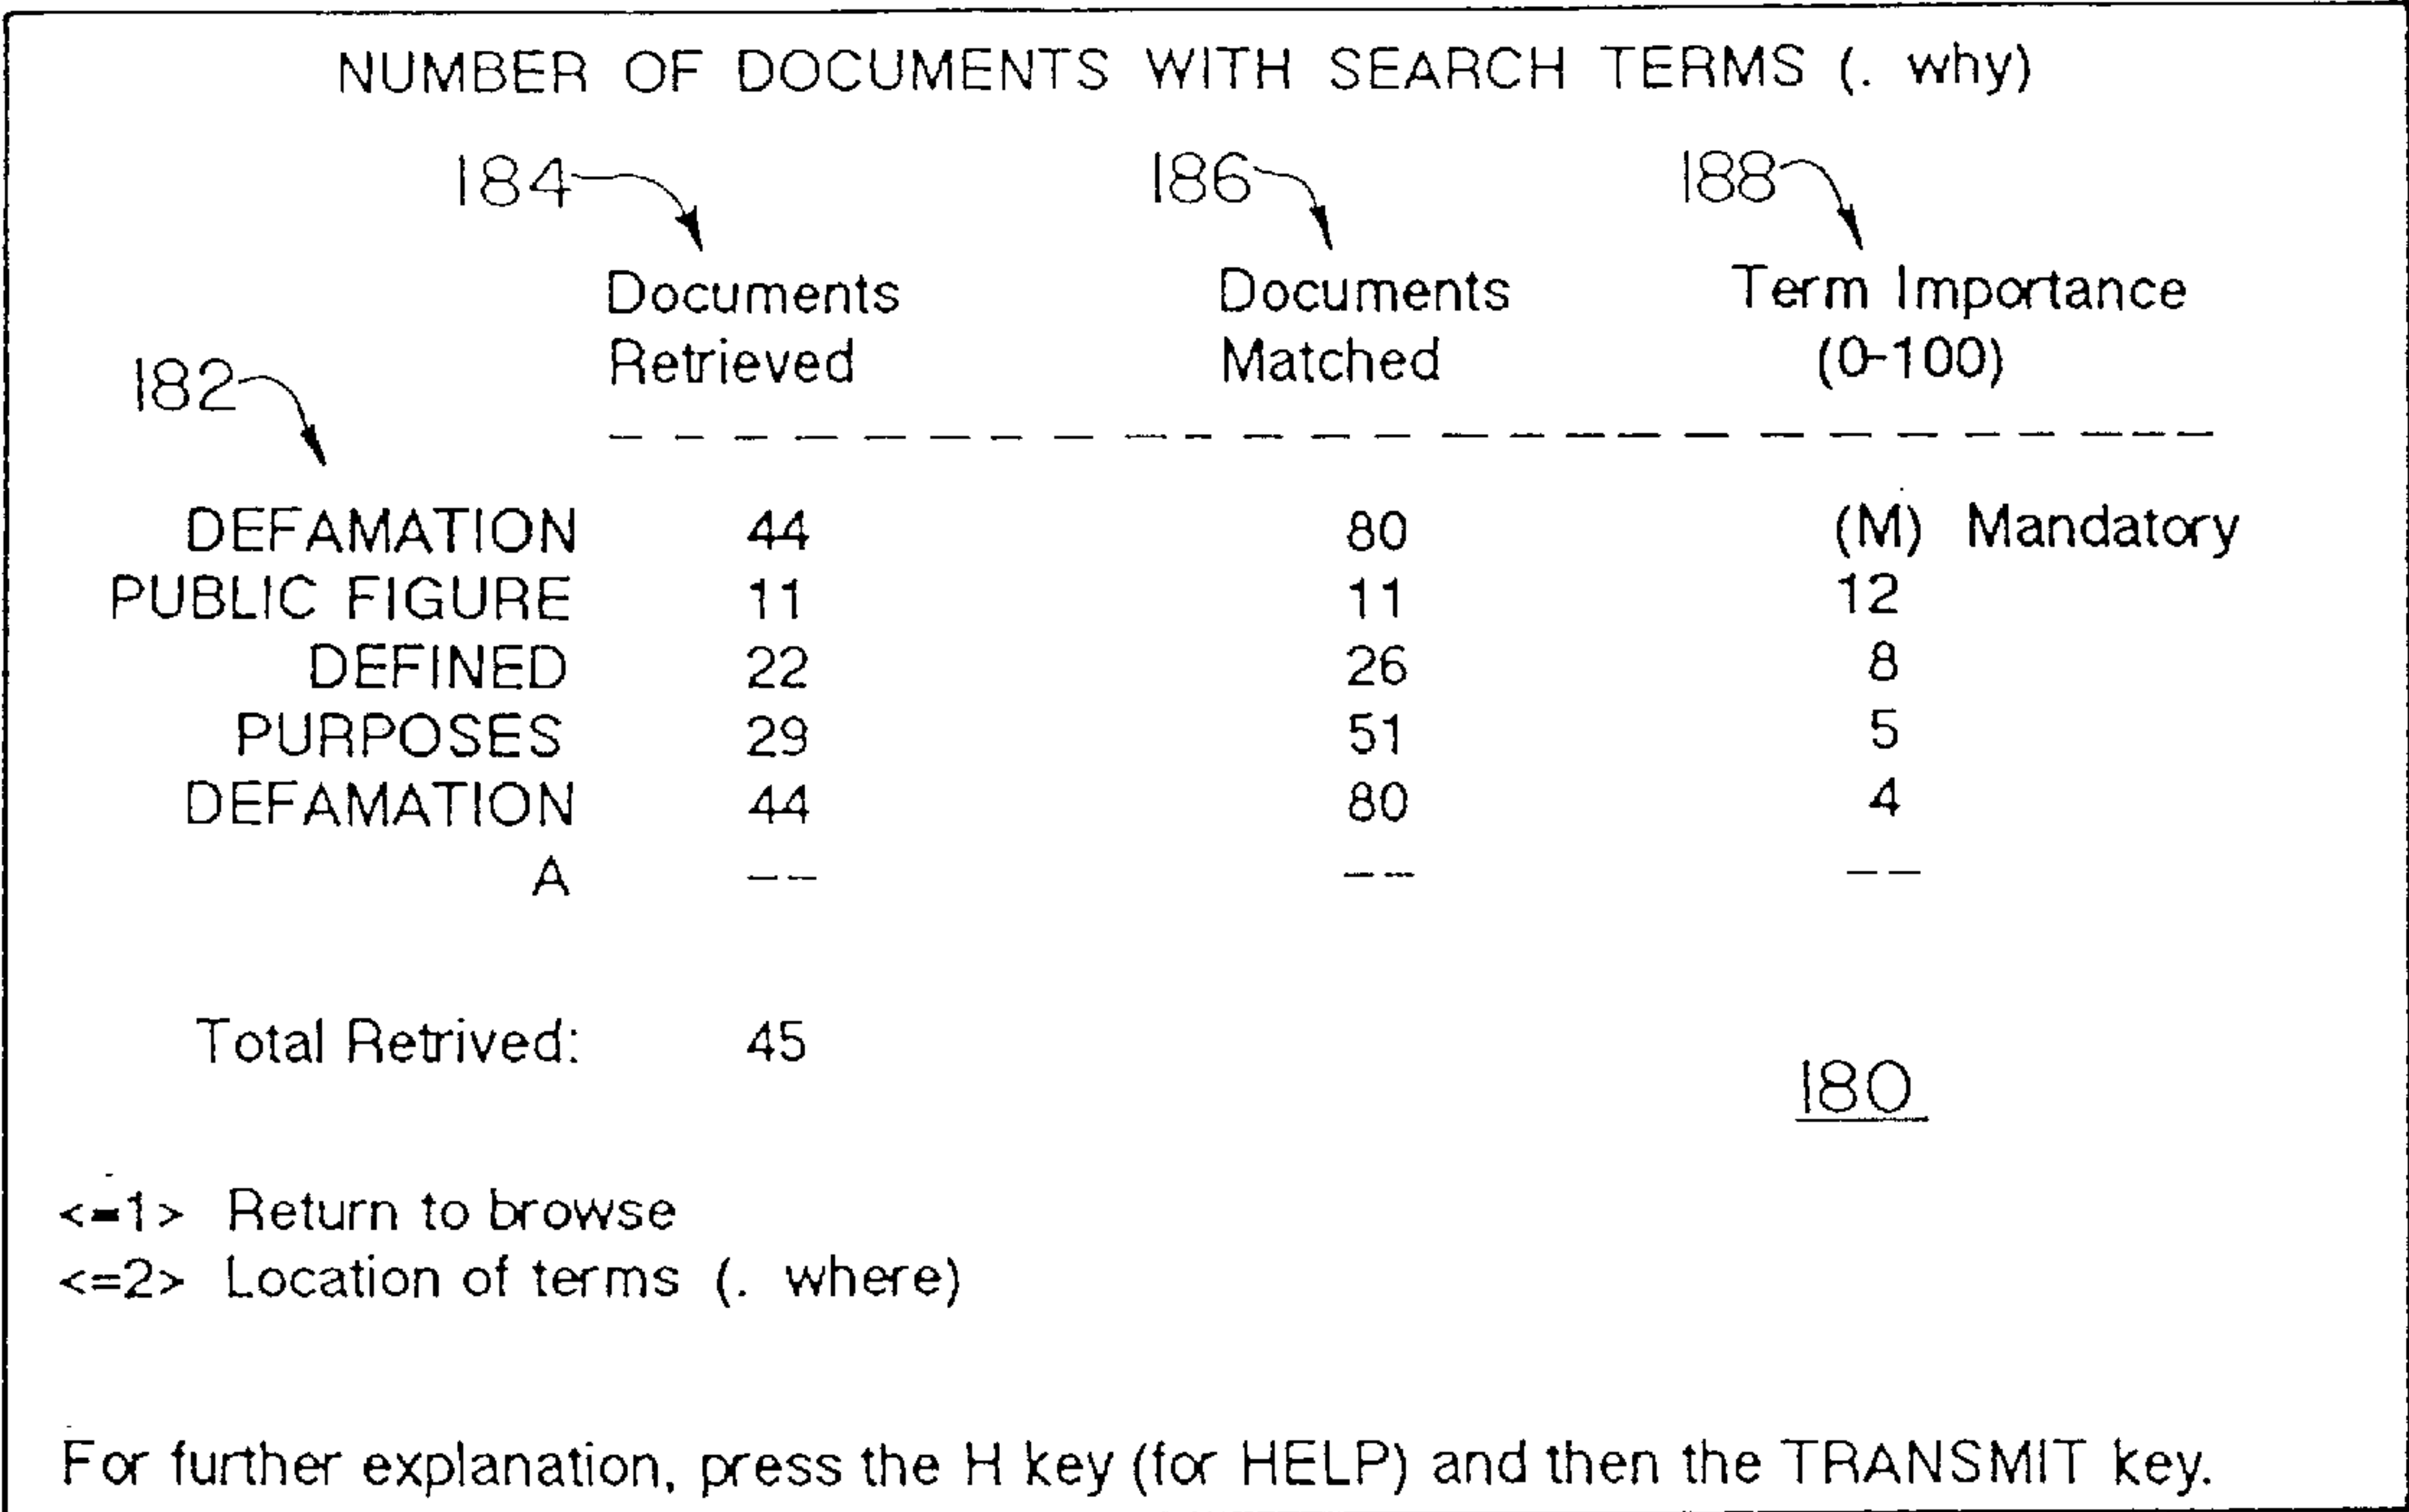 NUMBER OF DOCUMENTS WITH SEARCH TERMS (. why)
184 186 188
Documents Documents Term Importance
Retrieved Matched (0-100)
182
DEFAMATION 44 80 (M) Mandatory
PUBLIC FIGURE 11 11 12
DEFINED 22 26 8
PURPOSES 29 51 5
DEFAMATION 44 80 4
A -- -- --
Total Retrived: 45
180
<=1> Return to browse
<=2> Location of terms (. where)
For further explanation, press the H key (for HELP) and then the TRANSMIT key.